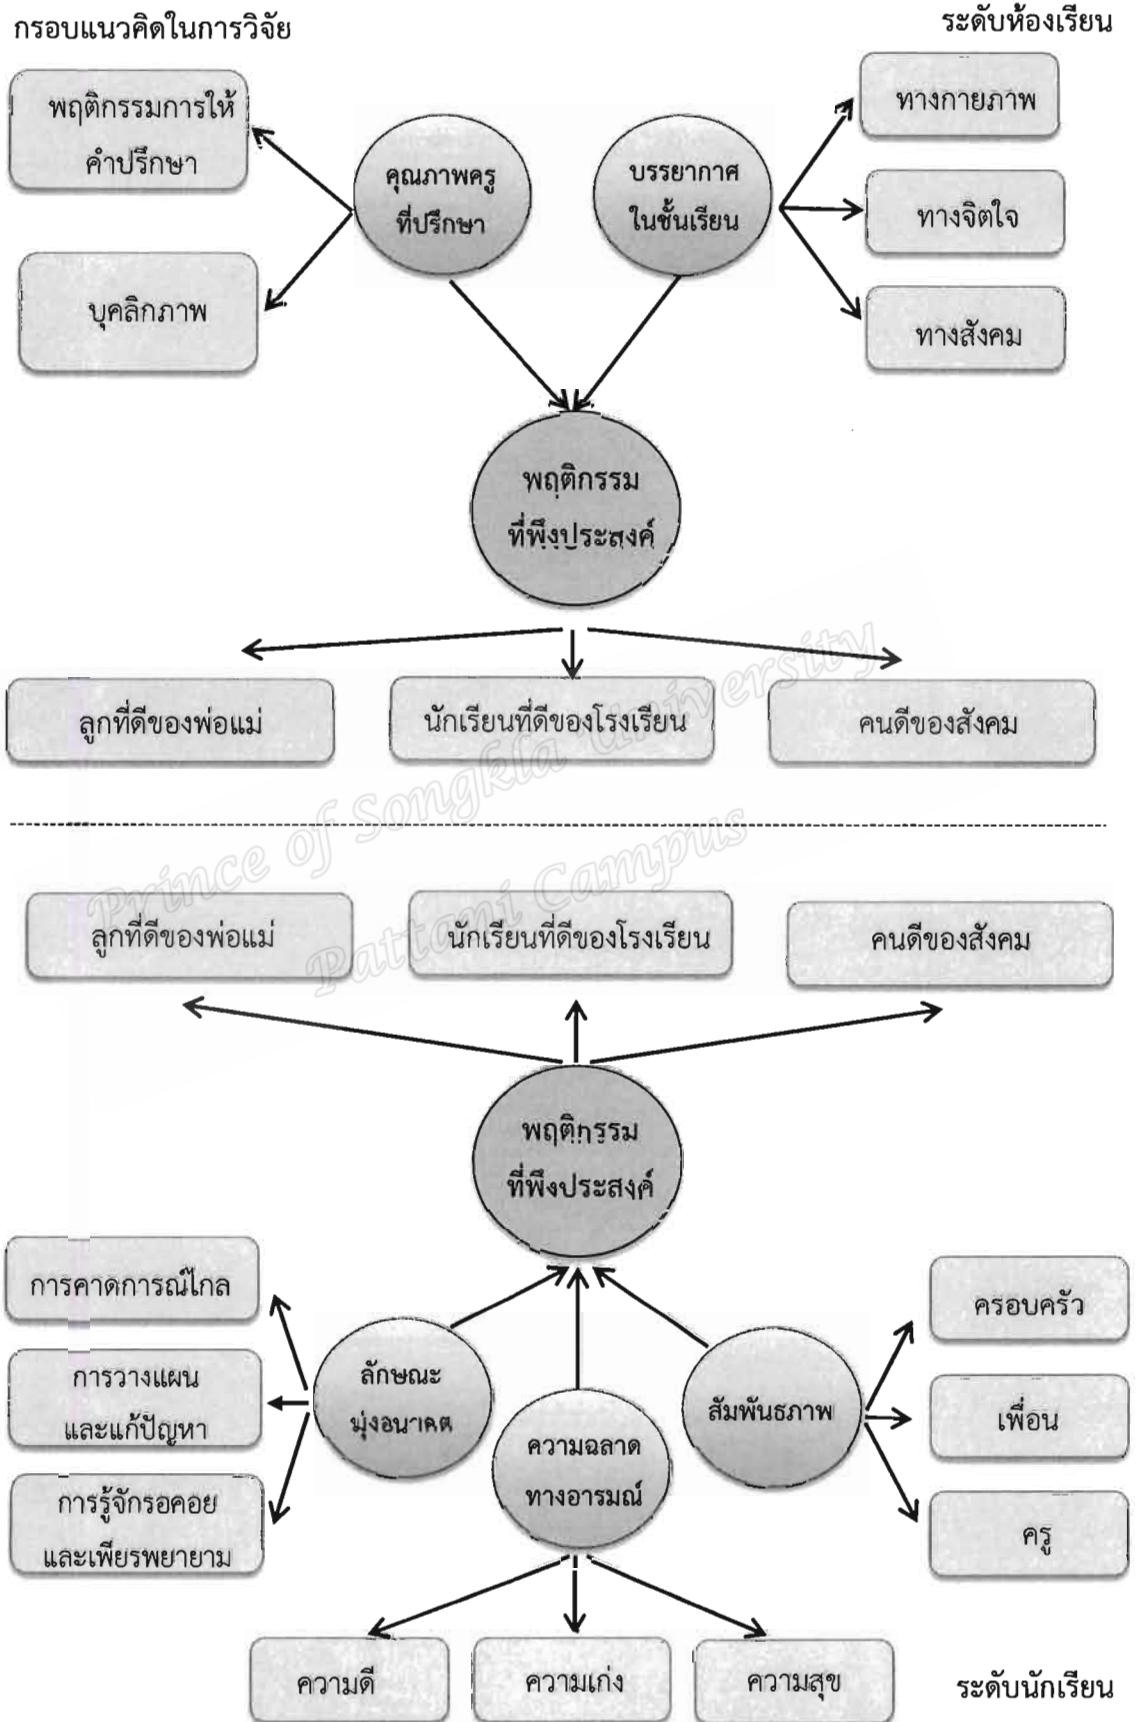 กรอบแนวคิดในการวิจัย
ระดับห้องเรียน
พฤติกรรมการให้
คำปรึกษา
บุคลิกภาพ
คุณภาพครู
ที่ปรึกษา
บรรยากาศ
ในชั้นเรียน
ทางกายภาพ
ทางจิตใจ
ทางสังคม
พฤติกรรม
ที่พึงประสงค์
ลูกที่ดีของพ่อแม่
นักเรียนที่ดีของโรงเรียน
คนดีของสังคม
Prince of Songkla University
Pattani Campus
ลูกที่ดีของพ่อแม่
นักเรียนที่ดีของโรงเรียน
คนดีของสังคม
พฤติกรรม
ที่พึงประสงค์
การคาดการณ์ไกล
การวางแผน
และแก้ปัญหา
การรู้จักรอคอย
และเพียรพยายาม
ลักษณะ
มุ่งอนาคต
ความฉลาด
ทางอารมณ์
สัมพันธภาพ
ครอบครัว
เพื่อน
ครู
ความดี
ความเก่ง
ความสุข
ระดับนักเรียน